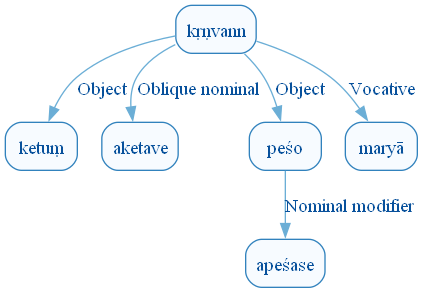 kṛṇvann
Object
Oblique nominal
Object
Vocative
ketuṃ
aketave
peśo
maryā
Nominal modifier
apeśase